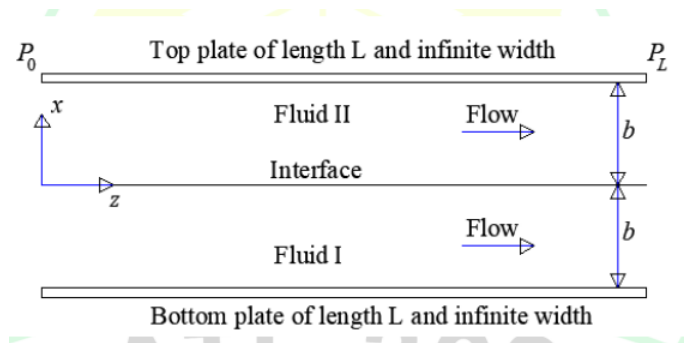 P₀ Top plate of length L and infinite width P_L
x Fluid II Flow b
Interface
z
Flow b
Fluid I
Bottom plate of length L and infinite width